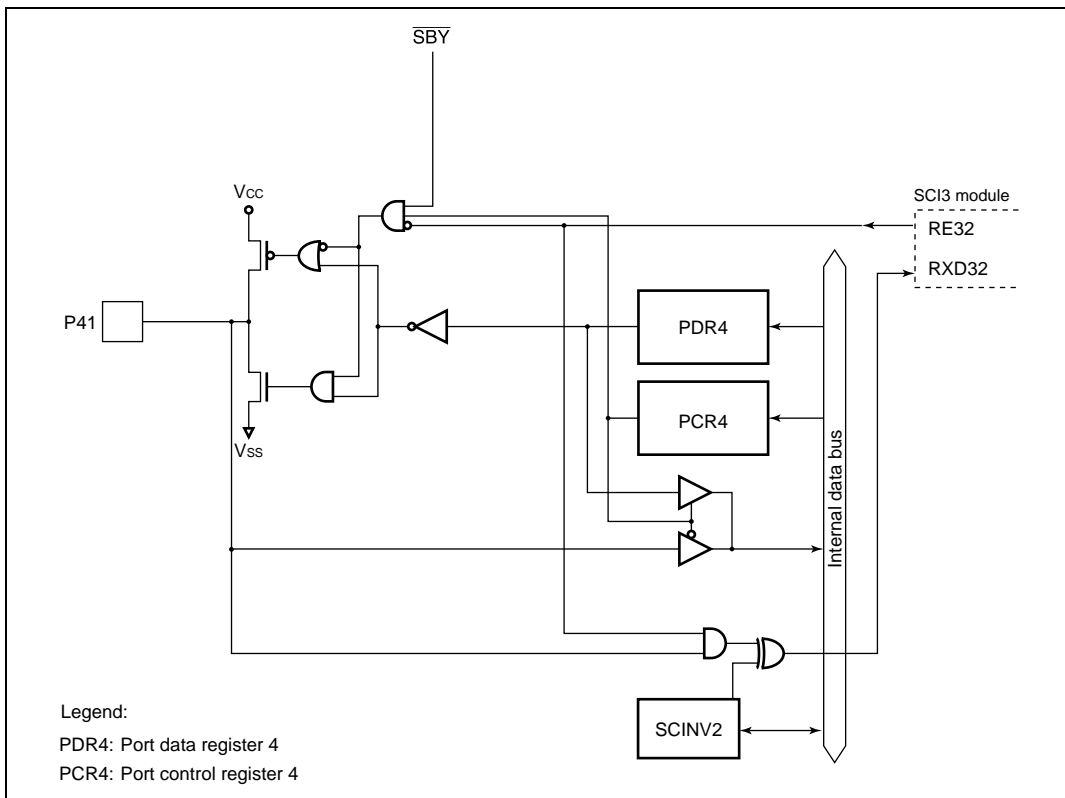 SBY
VCC
SCI3 module
RE32
RXD32
P41
PDR4
PCR4
VSS
Internal data bus
SCINV2
Legend:
PDR4: Port data register 4
PCR4: Port control register 4